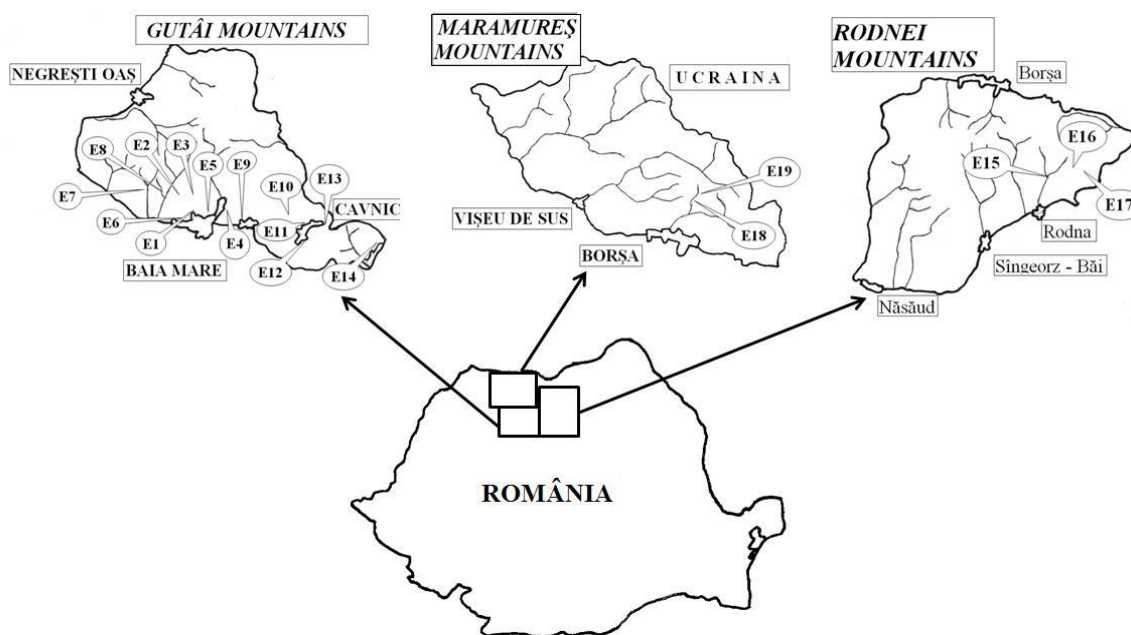 GUTÂI MOUNTAINS
NEGREȘTI OAȘ
E8
E2
E3
E5
E9
E10
E13
E7
E6
E1
E4
E11
E12
E14
CAVNIC
BAIA MARE
MARAMUREŞ
MOUNTAINS
UCRAINA
E19
VIȘEU DE SUS
E18
BORȘA
RODNEI
MOUNTAINS
Borșa
E16
E15
E17
Rodna
Sîngeorz - Băi
Năsăud
ROMÂNIA